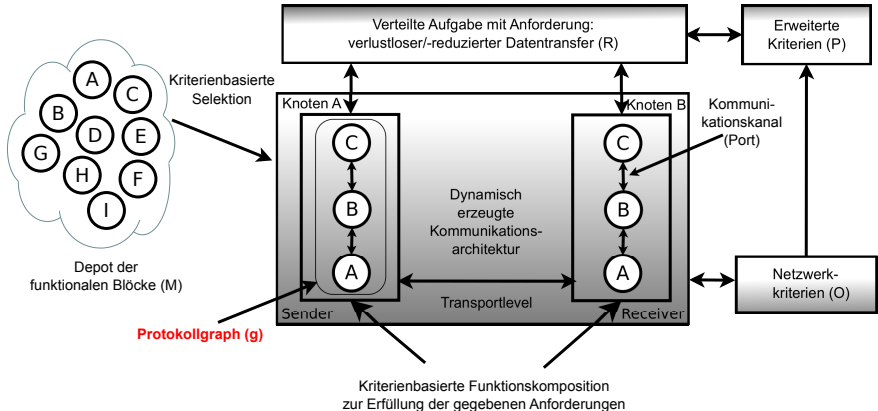 Verteilte Aufgabe mit Anforderung:
verlustloser/-reduzierter Datentransfer (R)
Erweiterte
Kriterien (P)
A
C
B
D
E
G
H
F
I
Kriterienbasierte
Selektion
Depot der
funktionalen Blöcke (M)
Knoten A
Knoten B
C
B
A
C
B
A
Kommuni-
kationskanal
(Port)
Dynamisch
erzeugte
Kommunikations-
architektur
Transportlevel
Sender
Receiver
Netzwerk-
kriterien (O)
Protokollgraph (g)
Kriterienbasierte Funktionskomposition
zur Erfüllung der gegebenen Anforderungen